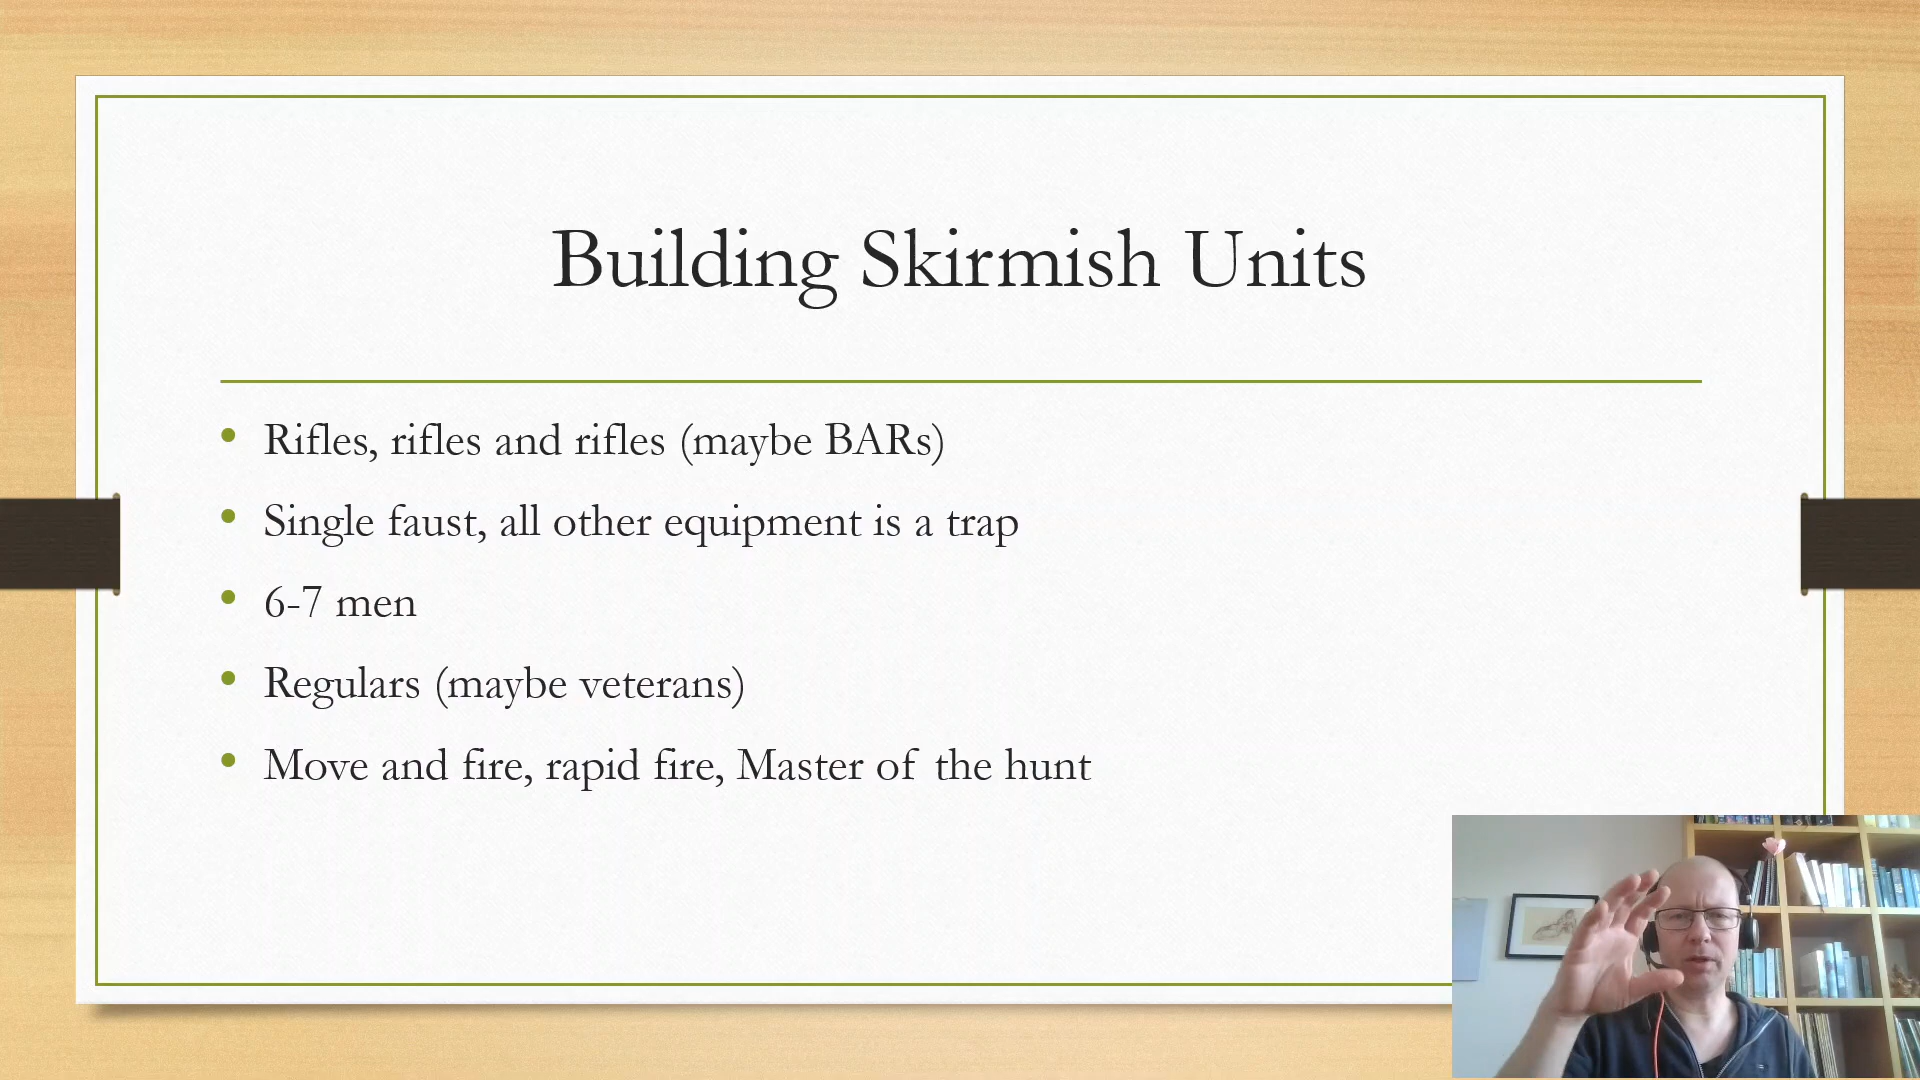 Building Skirmish Units
Rifles, rifles and rifles (maybe BARs)
Single faust, all other equipment is a trap
6-7 men
Regulars (maybe veterans)
Move and fire, rapid fire, Master of the hunt